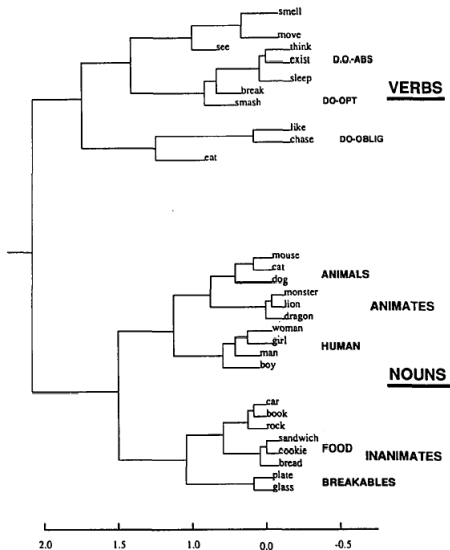 smell
move
see
think
exist D.O.-ABS
sleep
VERBS
break
smash DO-OPT
like
chase DO-OBLIG
eat
mouse
cat ANIMALS
dog
monster
lion ANIMATES
dragon
woman
girl HUMAN
man
boy
NOUNS
car
book
rock
sandwich
cookie FOOD INANIMATES
bread
plate
glass BREAKABLES
2.0 1.5 1.0 0.0 -0.5